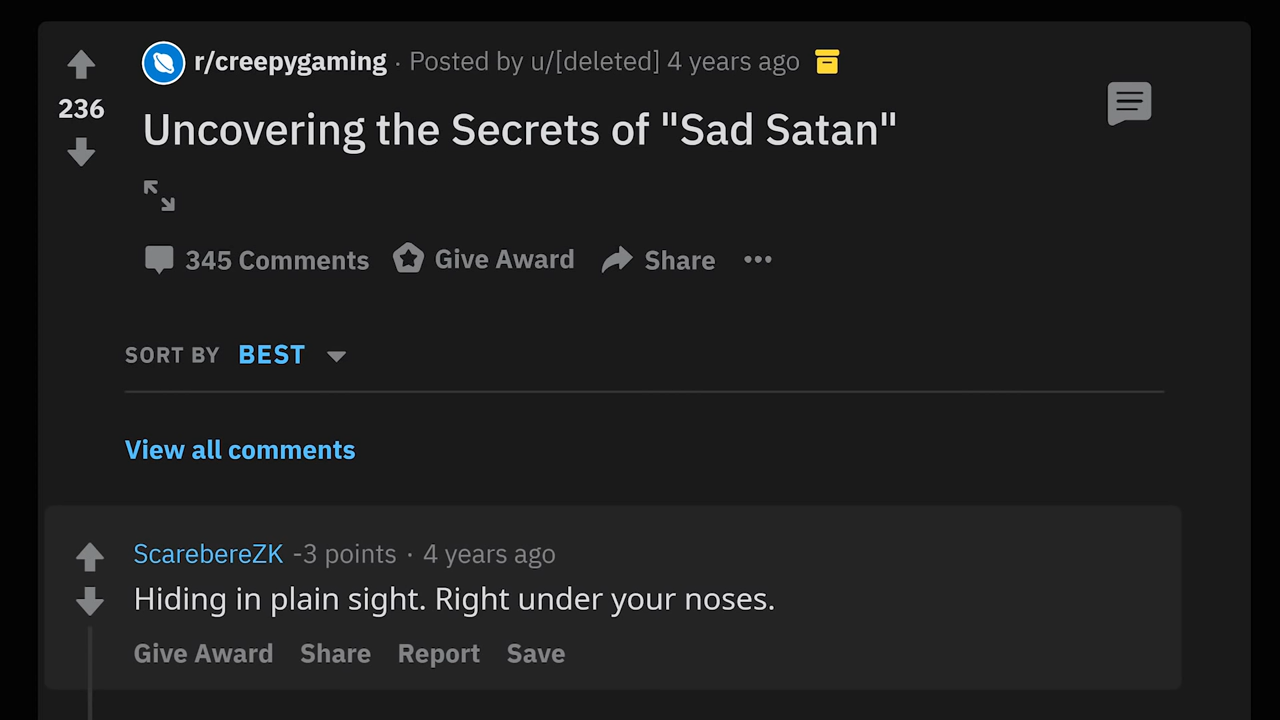 r/creepygaming · Posted by u/[deleted] 4 years ago
236
Uncovering the Secrets of "Sad Satan"
345 Comments Give Award Share ···
SORT BY BEST
View all comments
ScarebereZK -3 points · 4 years ago
Hiding in plain sight. Right under your noses.
Give Award Share Report Save